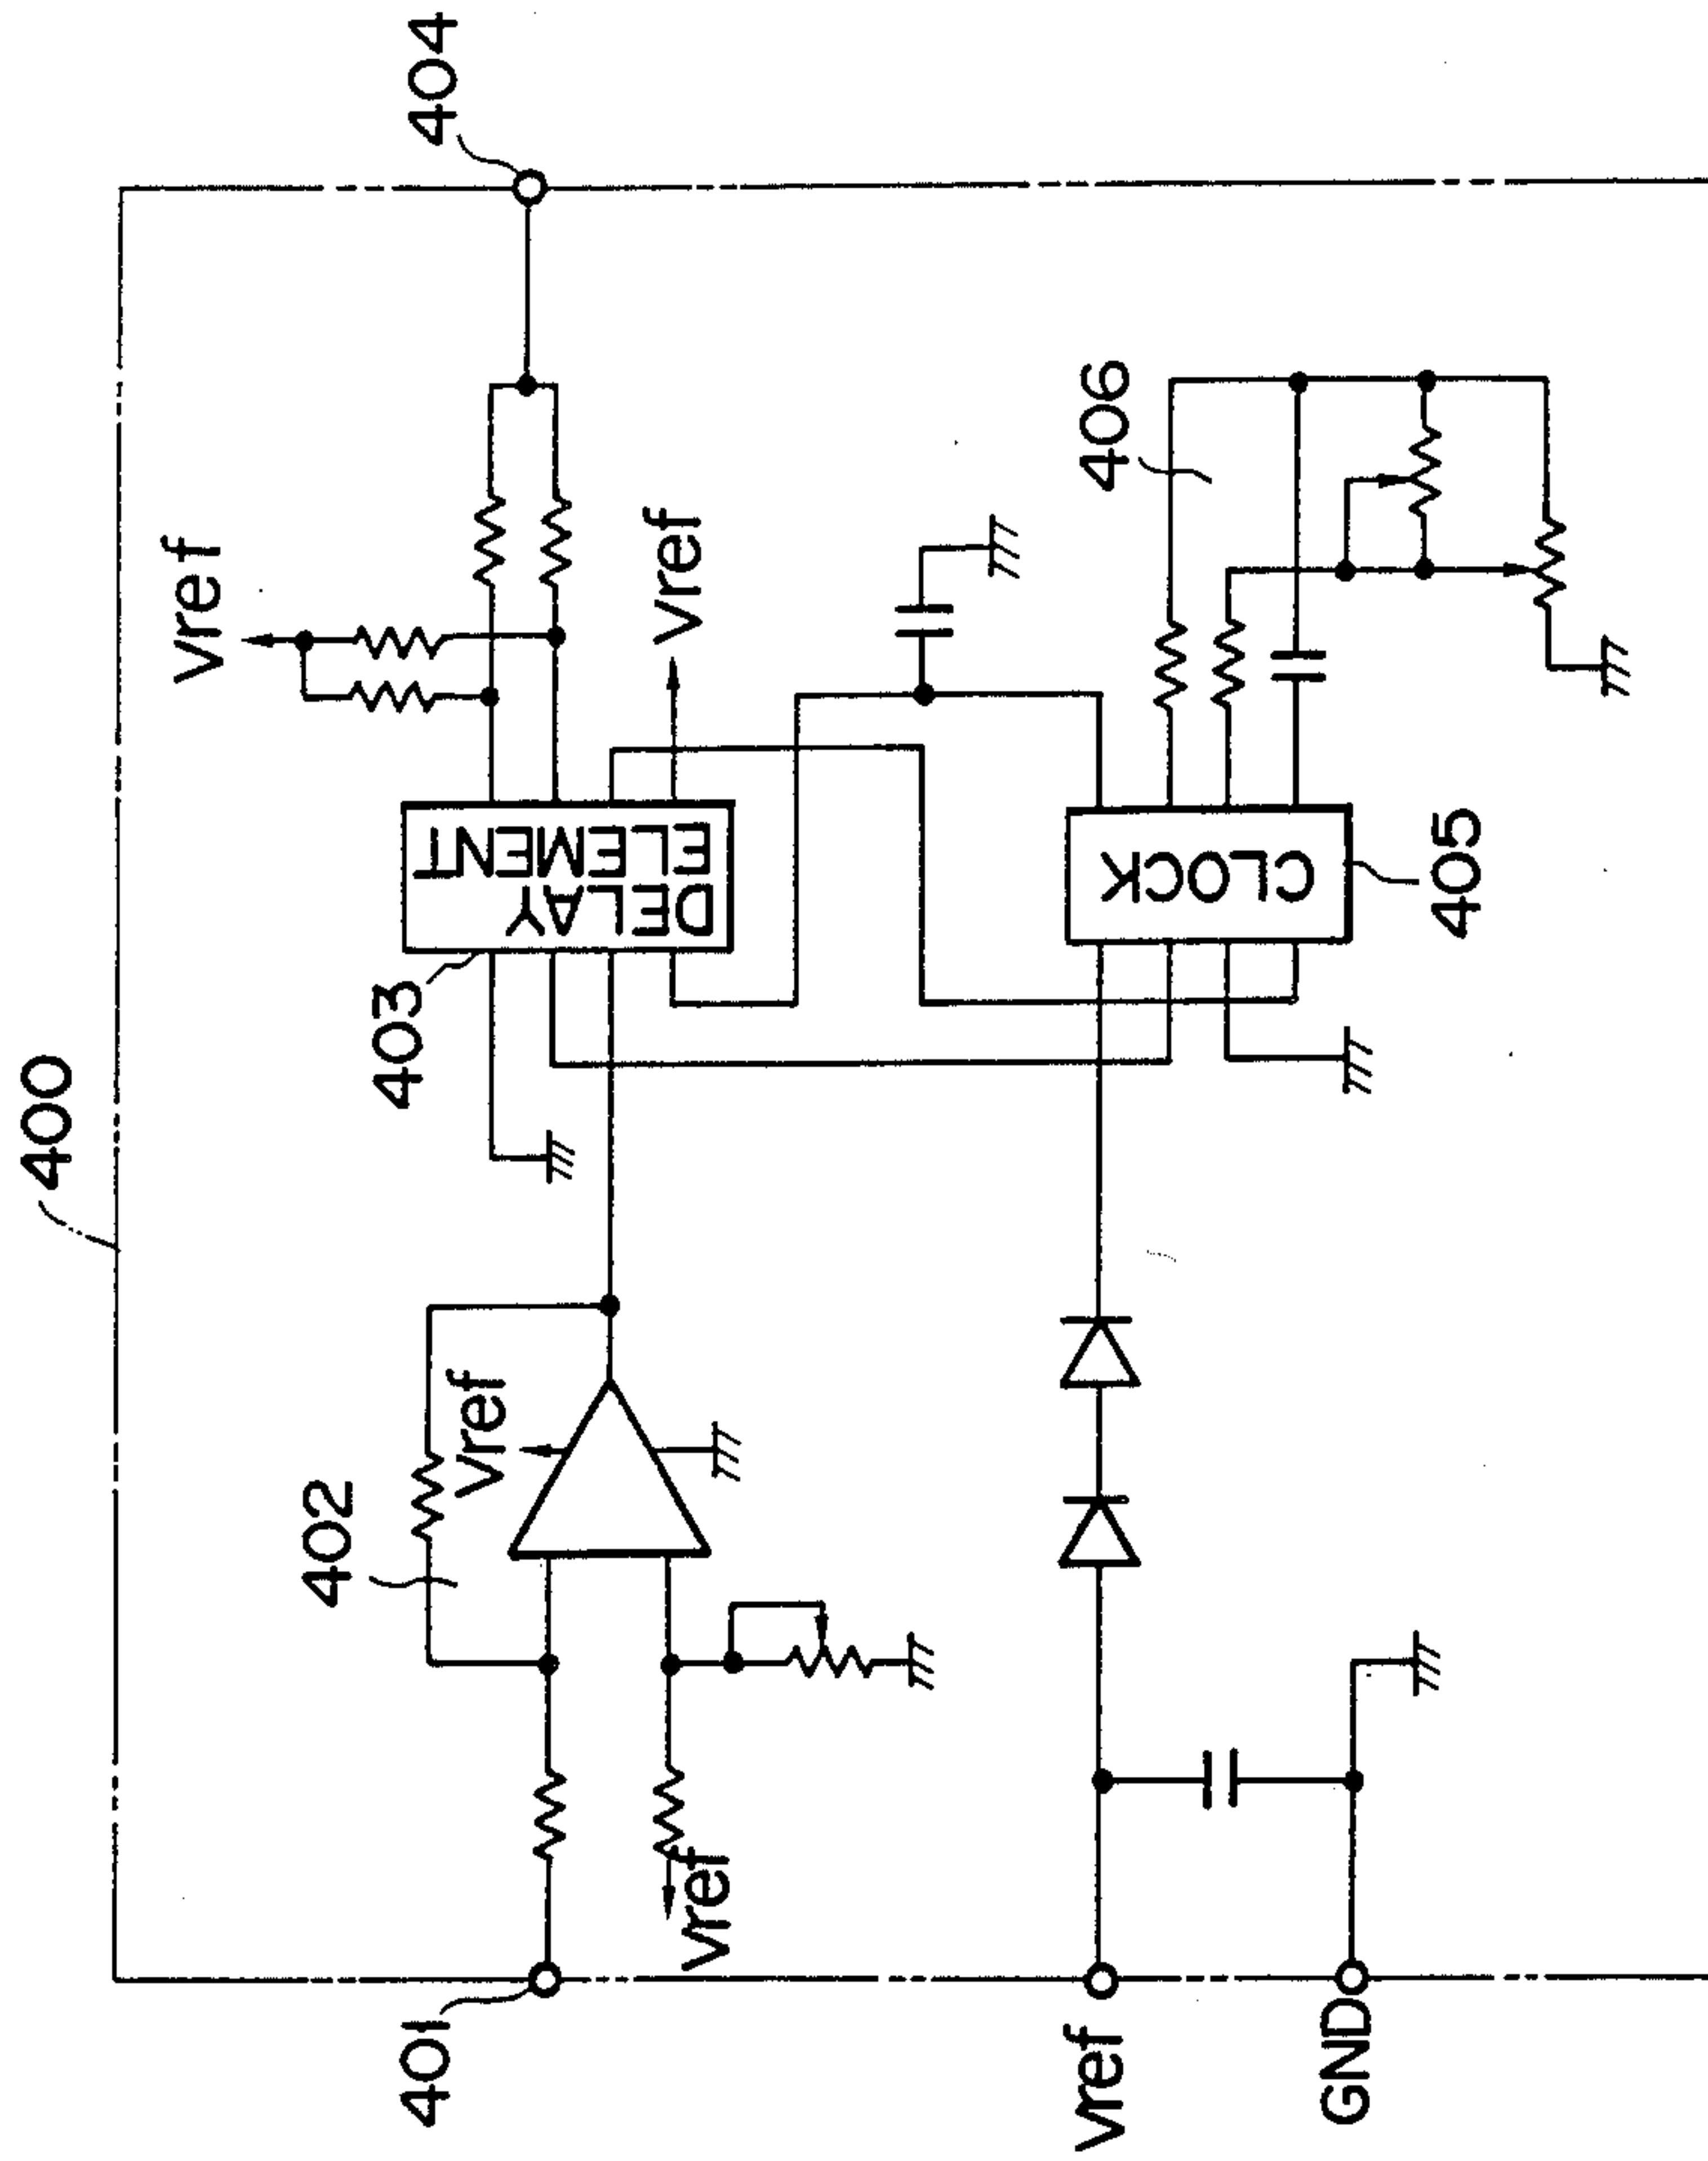 400
404
Vref
402
403
Vref
DELAY
ELEMENT
Vref
401
Vref
406
CLOCK
405
Vref
GND